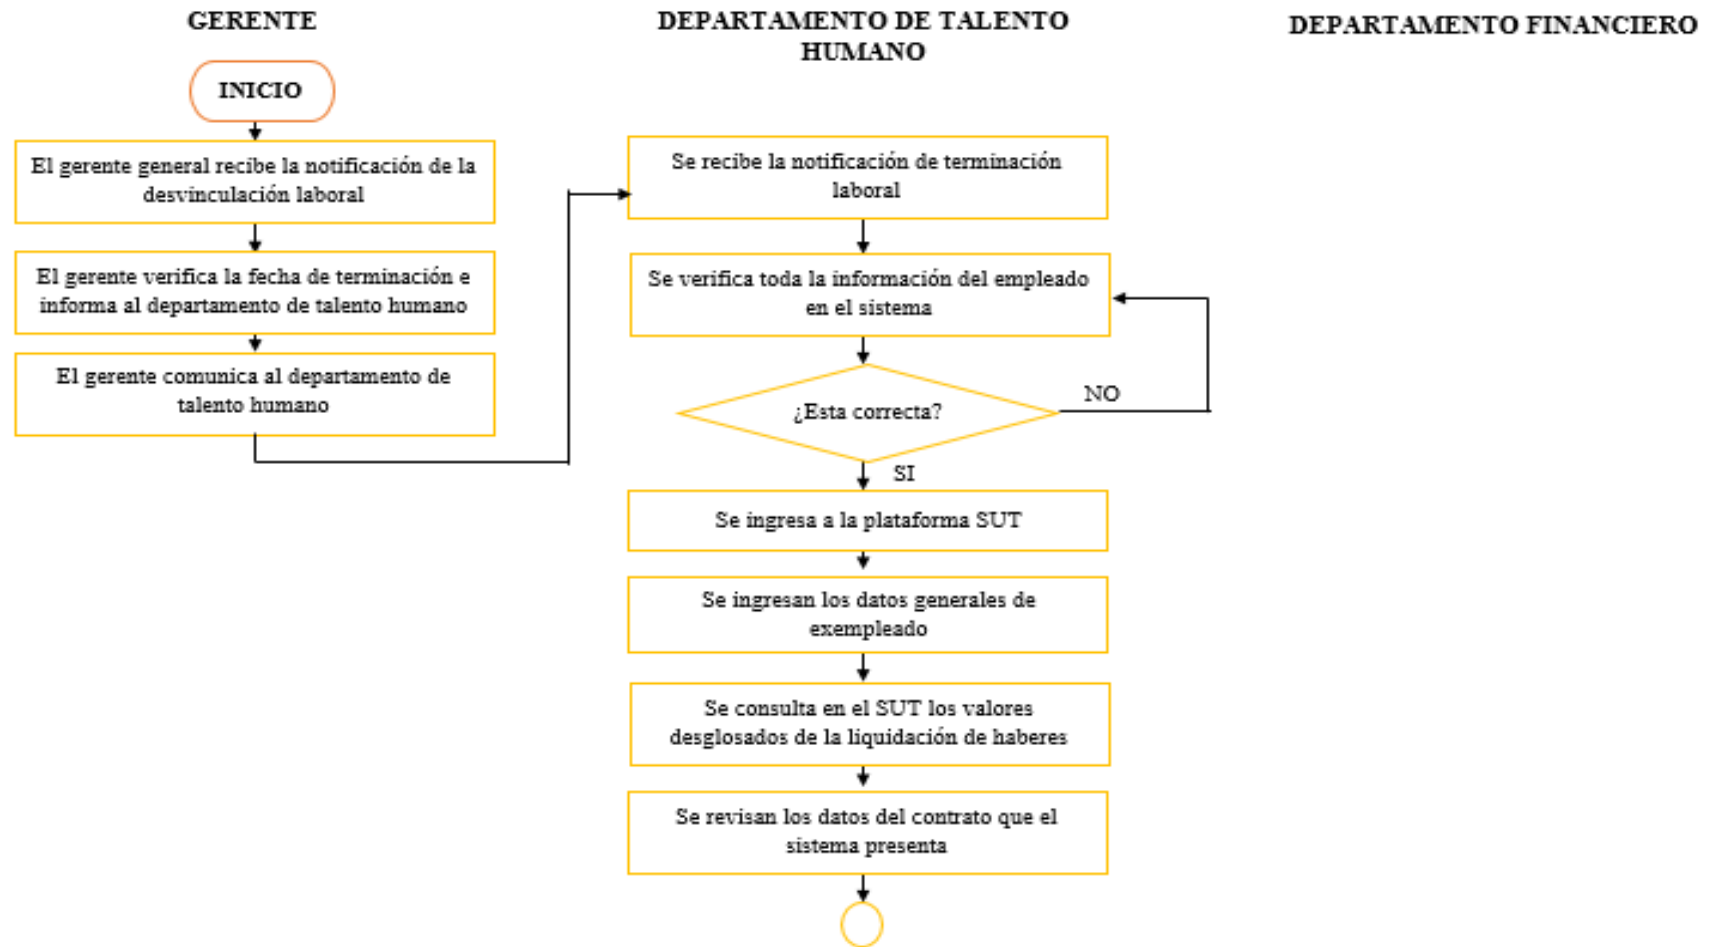 GERENTE
DEPARTAMENTO DE TALENTO
HUMANO
DEPARTAMENTO FINANCIERO
INICIO
El gerente general recibe la notificación de la
desvinculación laboral
El gerente verifica la fecha de terminación e
informa al departamento de talento humano
El gerente comunica al departamento de
talento humano
Se recibe la notificación de terminación
laboral
Se verifica toda la información del empleado
en el sistema
¿Esta correcta?
NO
SI
Se ingresa a la plataforma SUT
Se ingresan los datos generales de
exempleado
Se consulta en el SUT los valores
desglosados de la liquidación de haberes
Se revisan los datos del contrato que el
sistema presenta